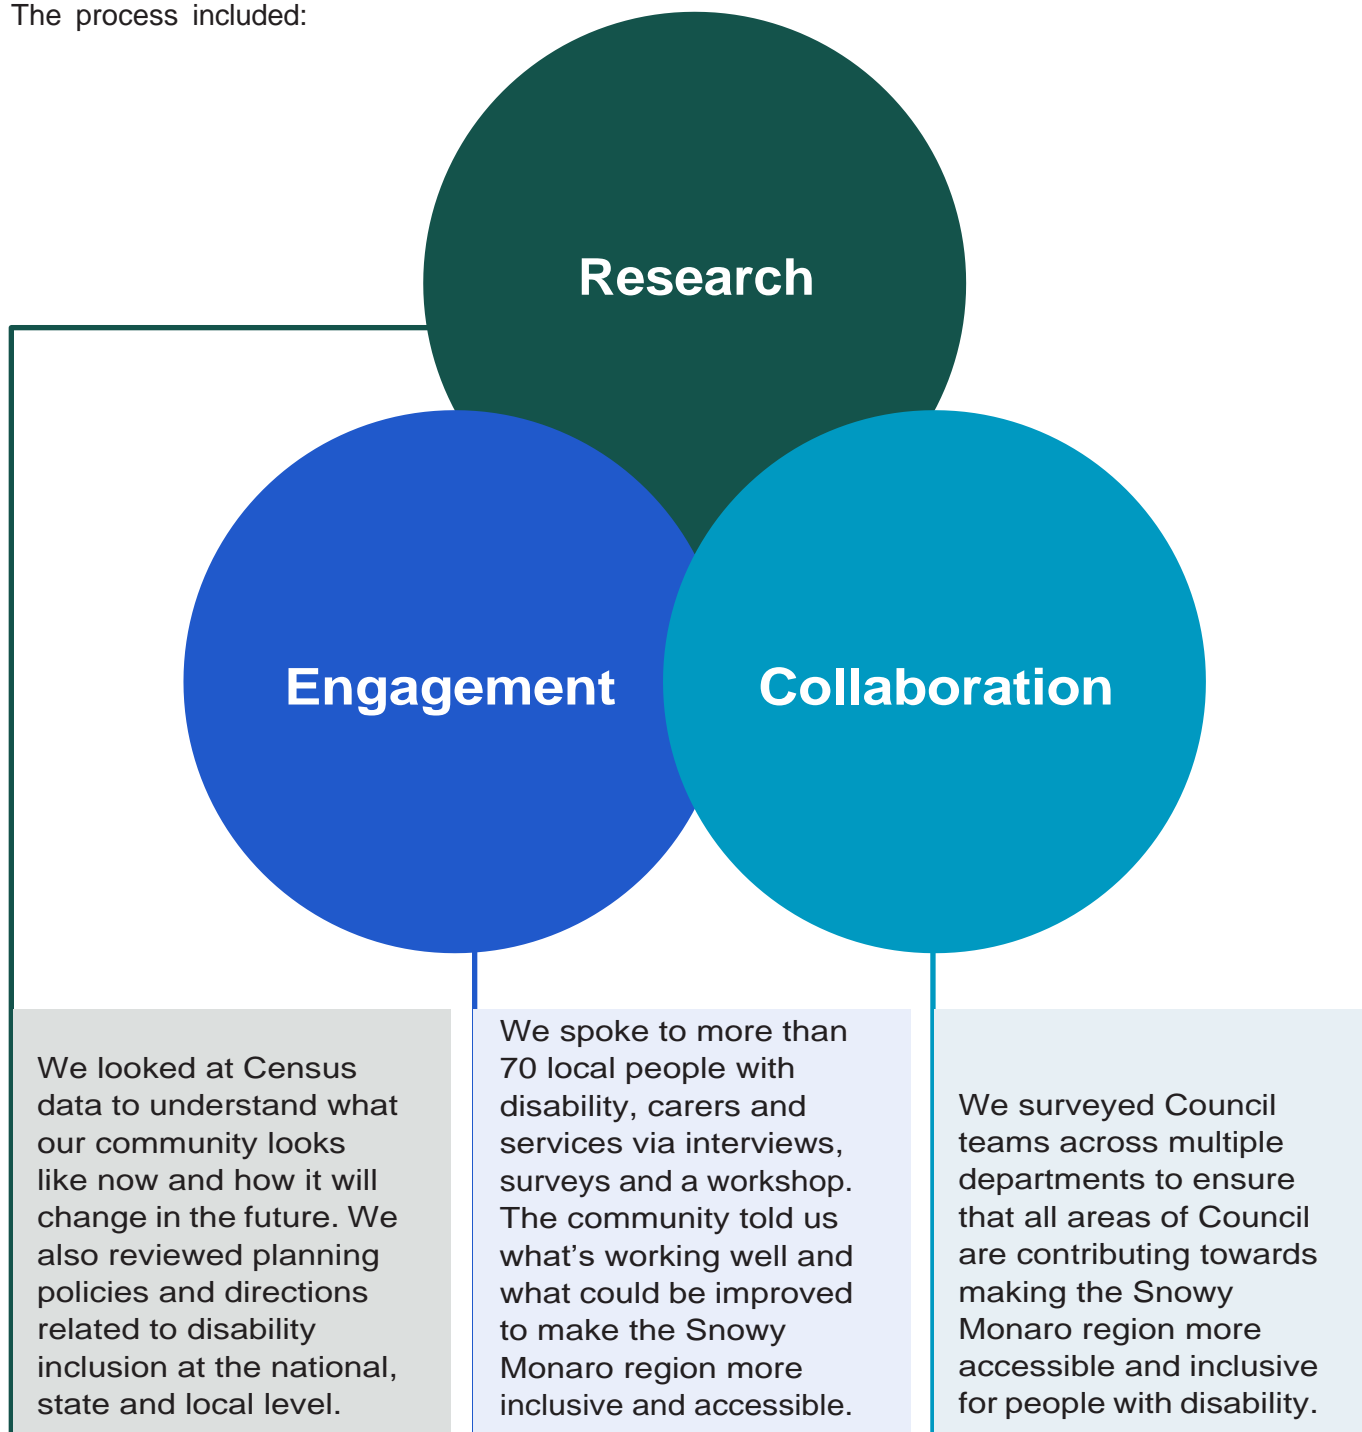 The process included:
Research
Engagement
Collaboration
We looked at Census
data to understand what
our community looks
like now and how it will
change in the future. We
also reviewed planning
policies and directions
related to disability
inclusion at the national,
state and local level.
We spoke to more than
70 local people with
disability, carers and
services via interviews,
surveys and a workshop.
The community told us
what’s working well and
what could be improved
to make the Snowy
Monaro region more
inclusive and accessible.
We surveyed Council
teams across multiple
departments to ensure
that all areas of Council
are contributing towards
making the Snowy
Monaro region more
accessible and inclusive
for people with disability.